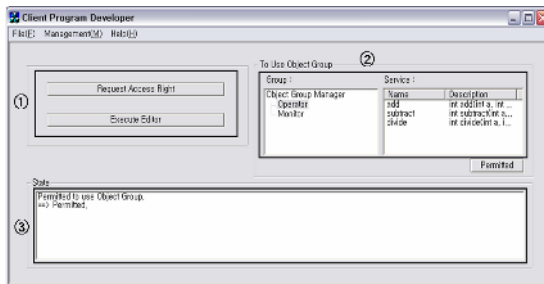 Client Program Developer
File(F) Management(M) Help(H)
①
Request Access Right
Execute Editor
To Use Object Group
②
Group :
Object Group Manager
Operator
Monitor
Service :
Name Description
add int add(int a, int ...
subtract int subtract(int a,...
divide int divide(int a, i...
Permitted
State
③
Permitted to use Object Group.
==> Permitted.